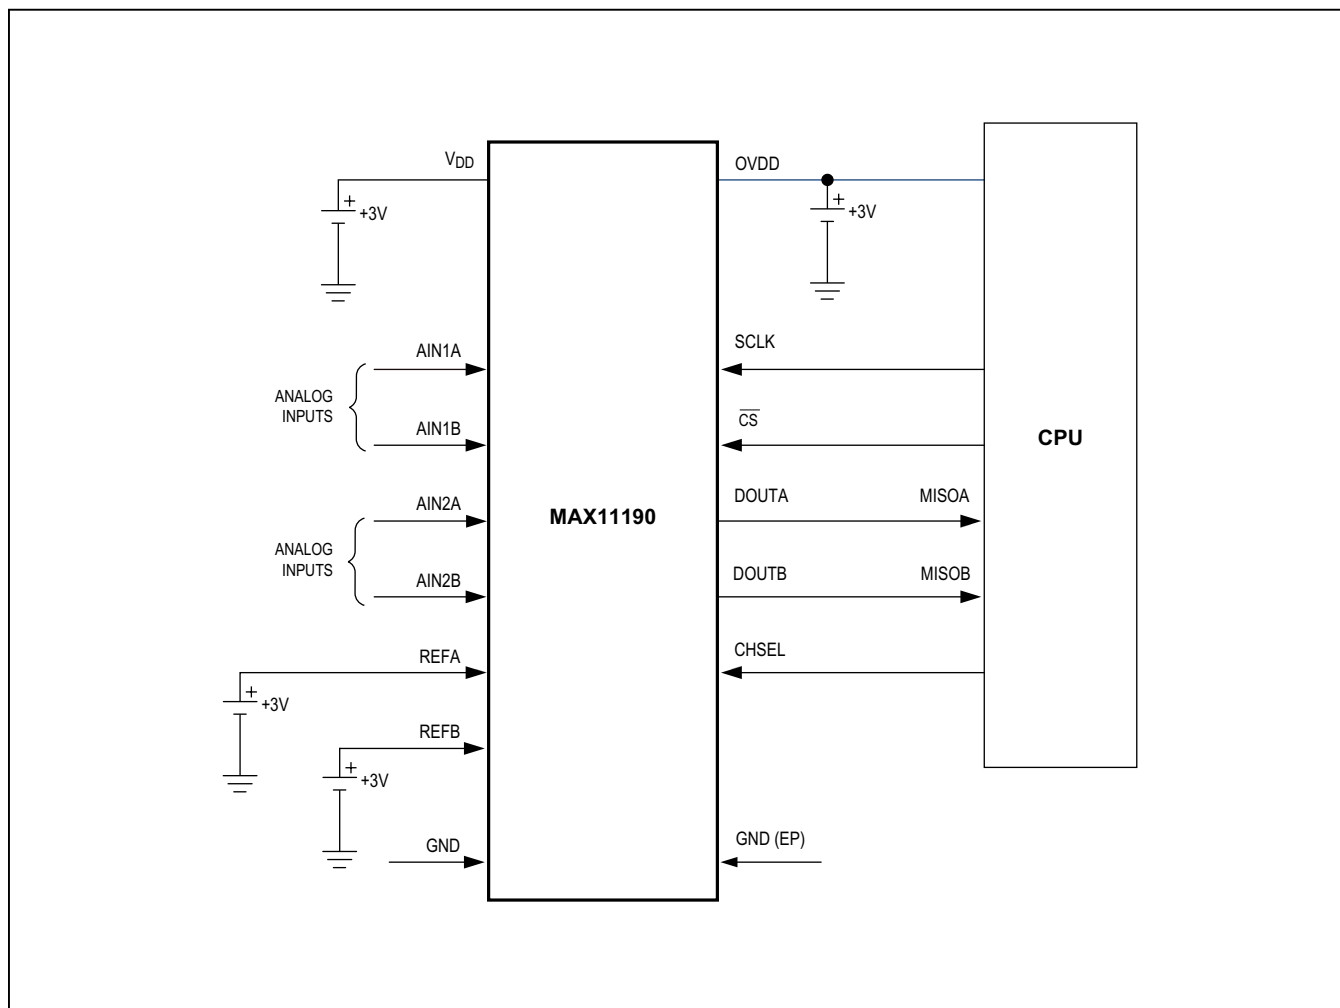 VDD
OVDD
+
+3V
+
+3V
AIN1A
SCLK
ANALOG
INPUTS
AIN1B
CS
CPU
AIN2A
DOUTA
MISOA
MAX11190
ANALOG
INPUTS
AIN2B
DOUTB
MISOB
REFA
CHSEL
+
+3V
REFB
+
+3V
GND
GND (EP)